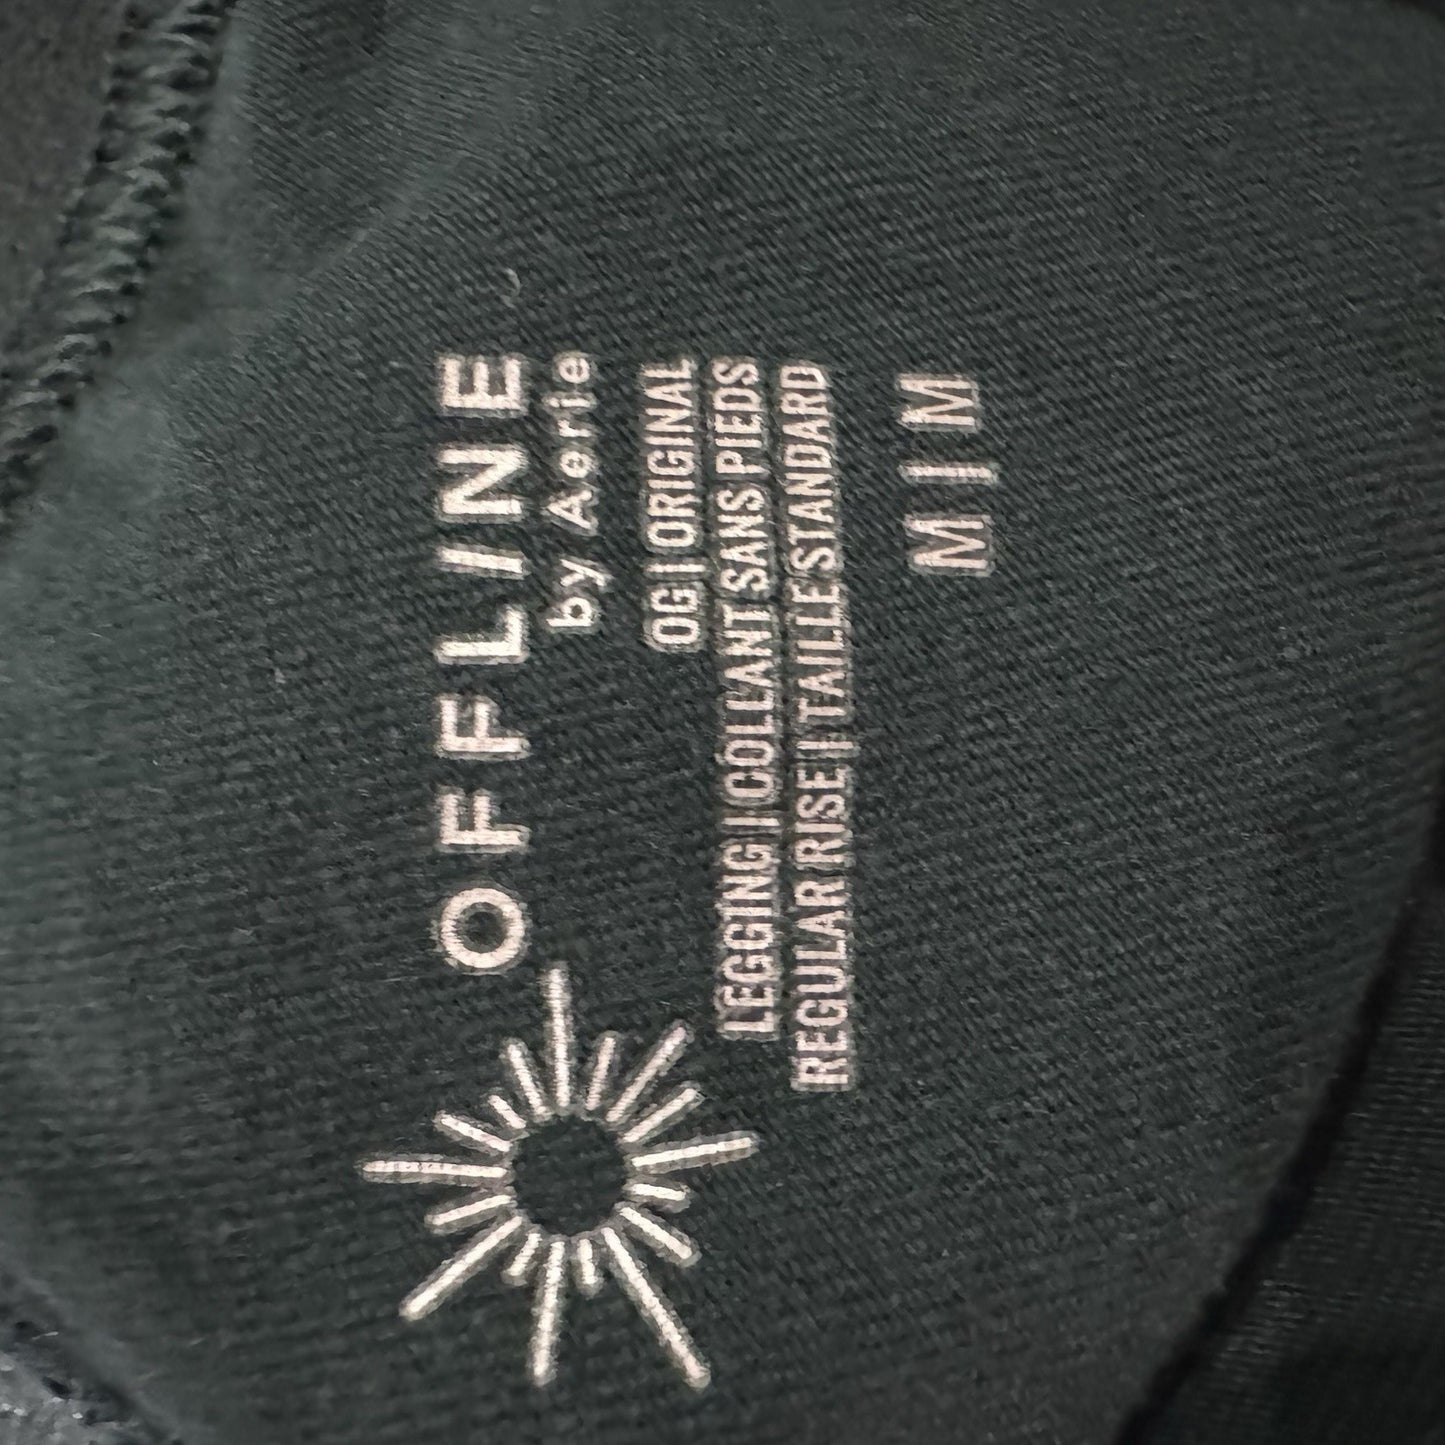 OFFLINE
by Aerie
OG | ORIGINAL
LEGGING | COLLANT SANS PIEDS
REGULAR RISE | TAILLE STANDARD
M | M